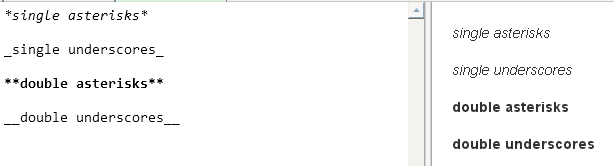 *single asterisks*
_single underscores_
**double asterisks**
__double underscores__
single asterisks
single underscores
double asterisks
double underscores